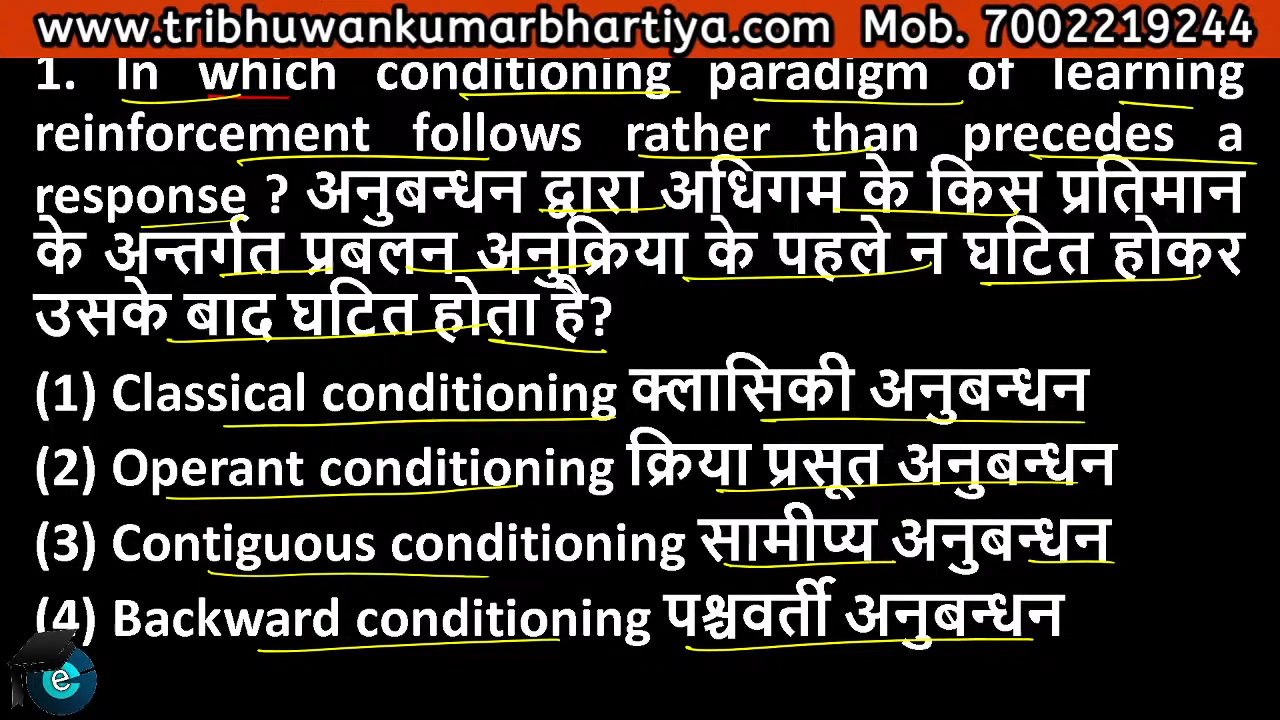 www.tribhuwankumarbhartiya.com Mob. 7002219244
1. In which conditioning paradigm of learning
reinforcement follows rather than precedes a
response ? अनुबन्धन द्वारा अधिगम के किस प्रतिमान
के अन्तर्गत प्रबलन अनुक्रिया के पहले न घटित होकर
उसके बाद घटित होता है?
(1) Classical conditioning क्लासिकी अनुबन्धन
(2) Operant conditioning क्रिया प्रसूत अनुबन्धन
(3) Contiguous conditioning सामीप्य अनुबन्धन
(4) Backward conditioning पश्चवर्ती अनुबन्धन
e